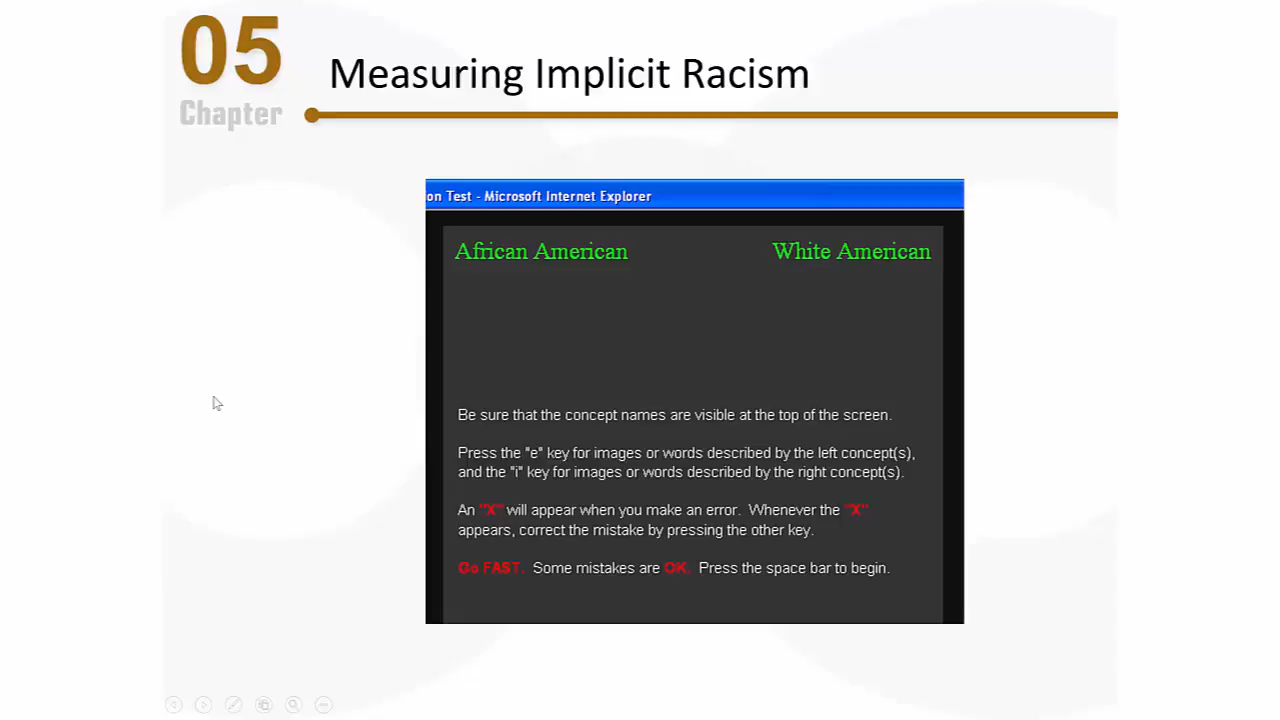 05
Chapter
Measuring Implicit Racism
on Test - Microsoft Internet Explorer
African American
White American
Be sure that the concept names are visible at the top of the screen.
Press the "e" key for images or words described by the left concept(s),
and the "i" key for images or words described by the right concept(s).
An "X" will appear when you make an error. Whenever the "X"
appears, correct the mistake by pressing the other key.
Go FAST. Some mistakes are OK. Press the space bar to begin.